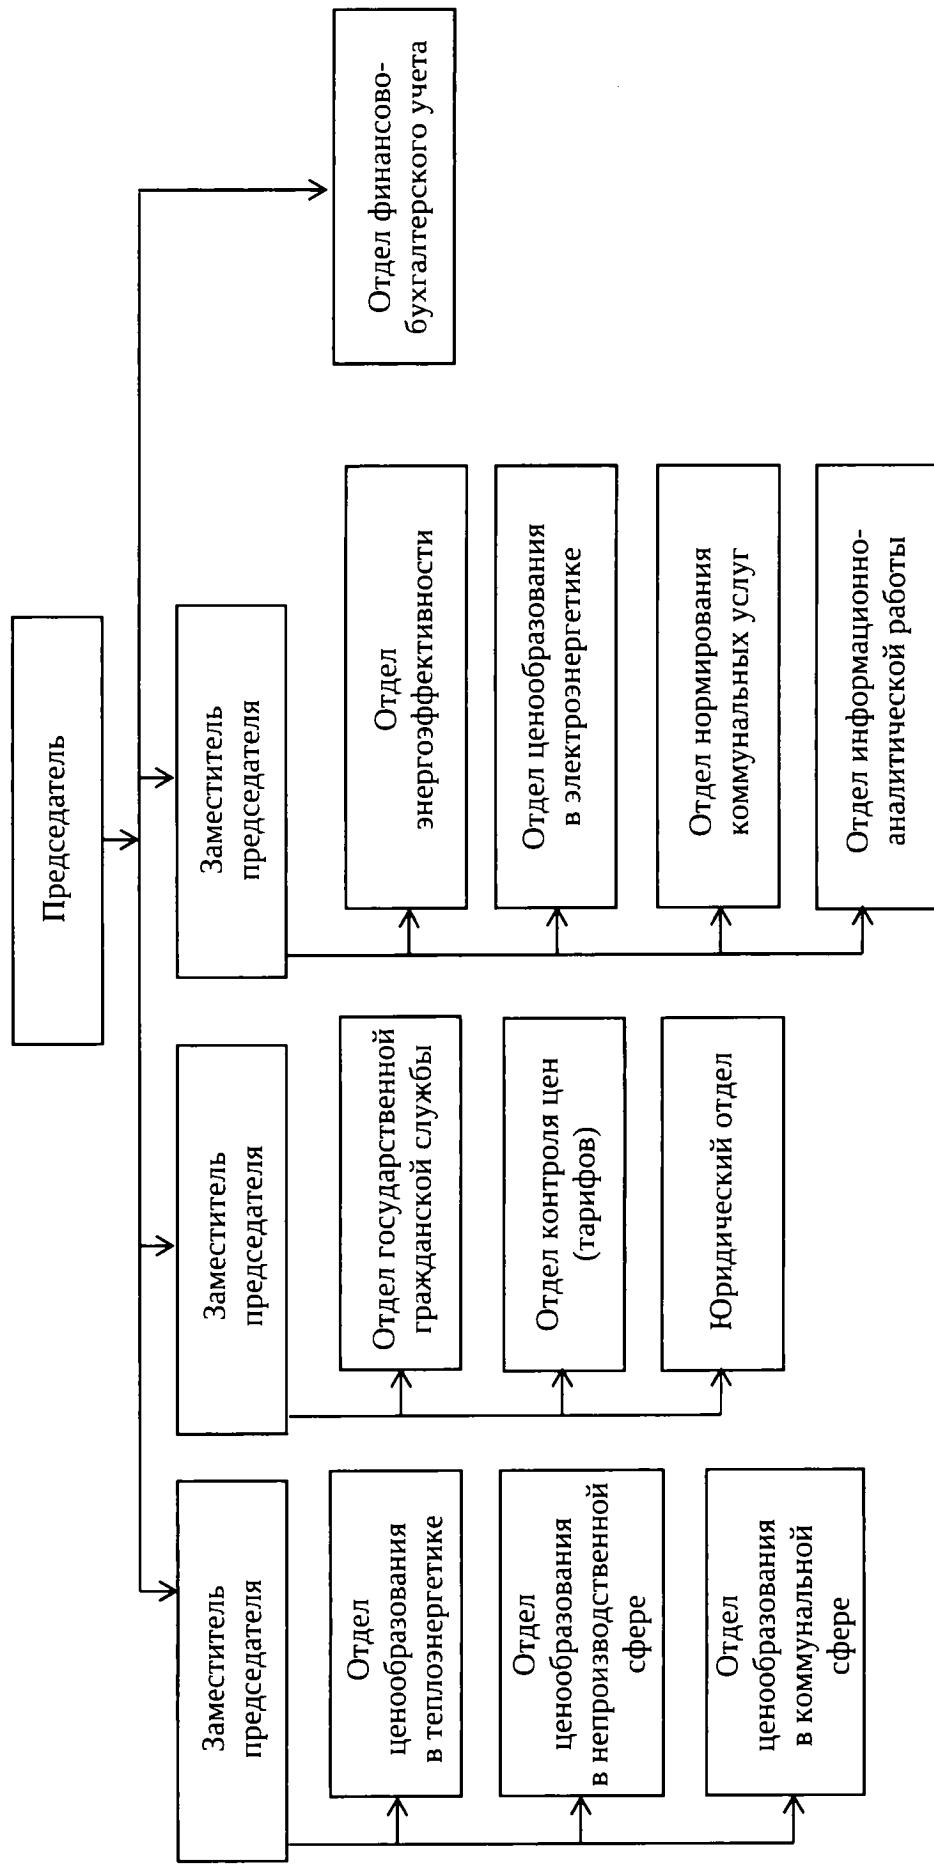 Председатель
Заместитель
председателя
Заместитель
председателя
Заместитель
председателя
Отдел
ценообразования
в теплоэнергетике
Отдел
ценообразования
в непроизводственной
сфере
Отдел
ценообразования
в коммунальной
сфере
Отдел государственной
гражданской службы
Отдел контроля цен
(тарифов)
Юридический отдел
Отдел
энергоэффективности
Отдел ценообразования
в электроэнергетике
Отдел нормирования
коммунальных услуг
Отдел информационно-
аналитической работы
Отдел финансово-
бухгалтерского учета